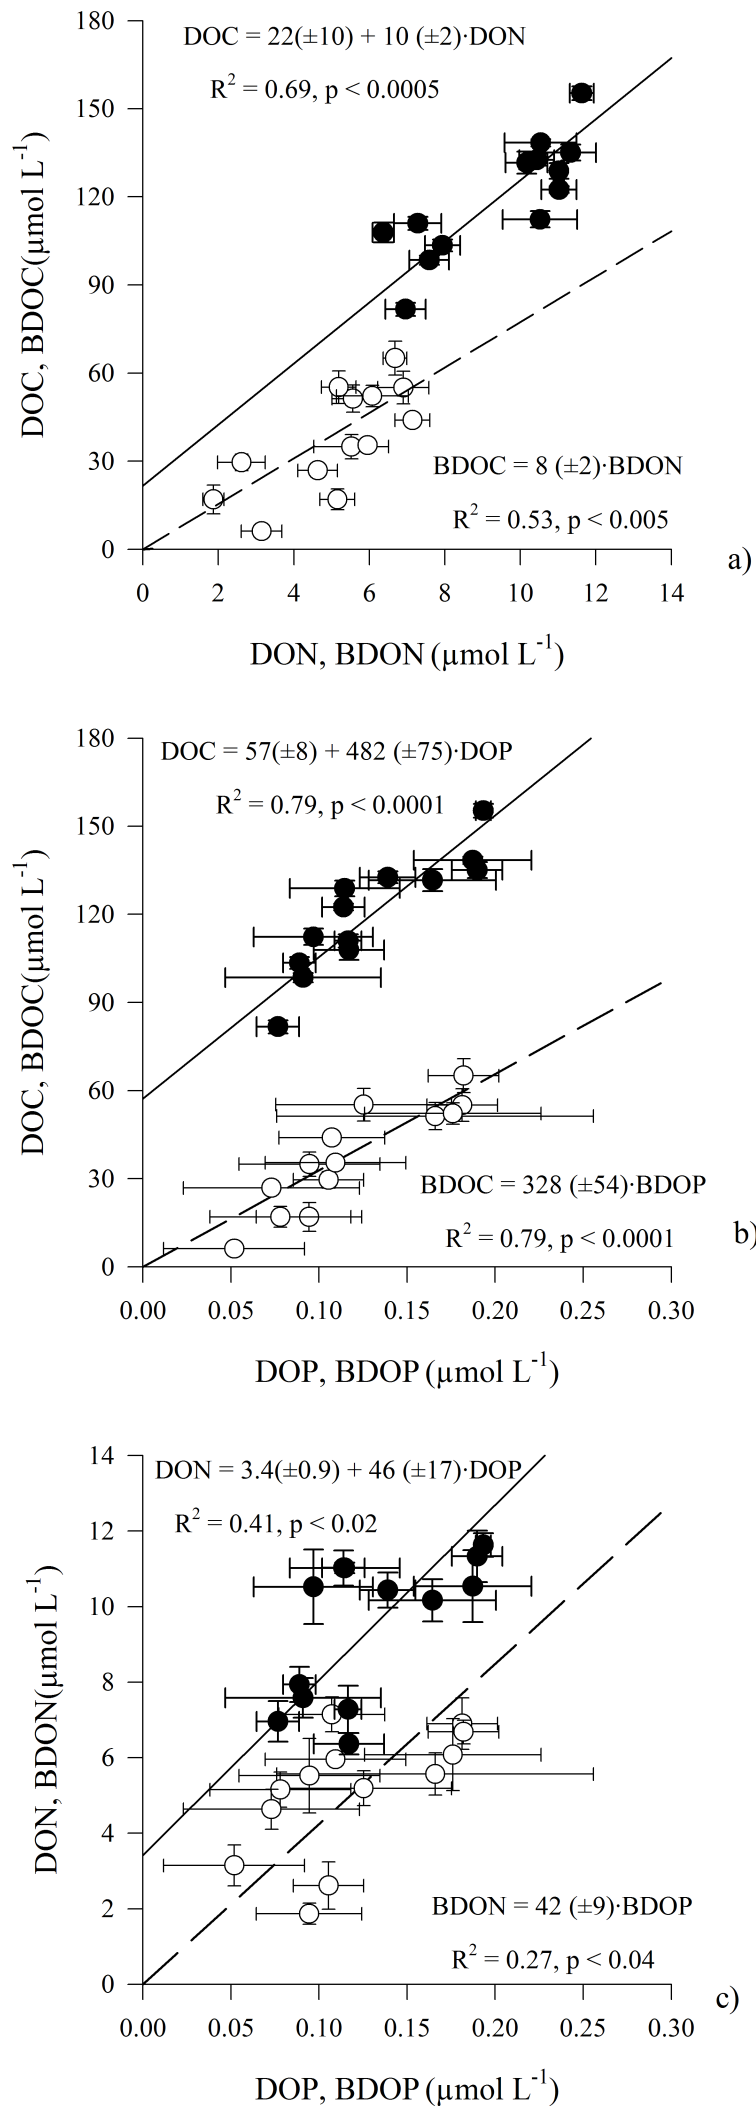 DOC = 22(±10) + 10 (±2)·DON
R² = 0.69, p < 0.0005
180
150
120
90
60
30
0
DOC, BDOC(µmol L⁻¹)
BDOC = 8 (±2)·BDON
R² = 0.53, p < 0.005
a)
0 2 4 6 8 10 12 14
DON, BDON (µmol L⁻¹)
DOC = 57(±8) + 482 (±75)·DOP
R² = 0.79, p < 0.0001
180
150
120
90
60
30
0
DOC, BDOC(µmol L⁻¹)
BDOC = 328 (±54)·BDOP
R² = 0.79, p < 0.0001
b)
0.00 0.05 0.10 0.15 0.20 0.25 0.30
DOP, BDOP (µmol L⁻¹)
DON = 3.4(±0.9) + 46 (±17)·DOP
R² = 0.41, p < 0.02
14
12
10
8
6
4
2
0
DON, BDON(µmol L⁻¹)
BDON = 42 (±9)·BDOP
R² = 0.27, p < 0.04
c)
0.00 0.05 0.10 0.15 0.20 0.25 0.30
DOP, BDOP (µmol L⁻¹)